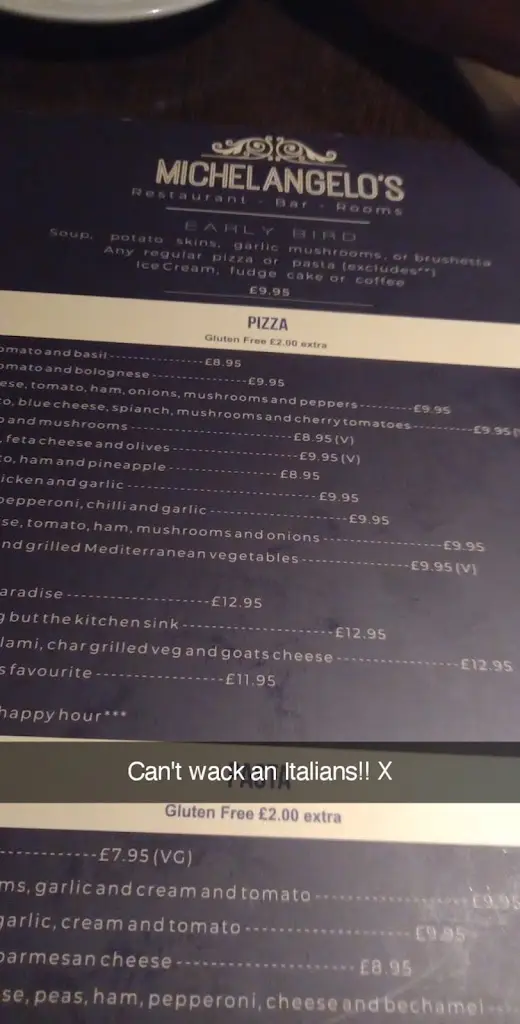 MICHELANGELO'S
Restaurant - Bar - Rooms
EARLY BIRD
Soup, potato skins, garlic mushrooms, or brushetta
Any regular pizza or pasta (excludes**)
Ice Cream, fudge cake or coffee
£9.95
PIZZA
Gluten Free £2.00 extra
omato and basil £8.95
omato and bolognese £9.95
ese, tomato, ham, onions, mushrooms and peppers £9.95
to, blue cheese, spianch, mushrooms and cherry tomatoes £9.95
and mushrooms £8.95 (V)
, feta cheese and olives £9.95 (V)
to, ham and pineapple £8.95
icken and garlic £9.95
pepperoni, chilli and garlic £9.95
se, tomato, ham, mushrooms and onions £9.95
nd grilled Mediterranean vegetables £9.95 (V)
aradise £12.95
g but the kitchen sink £12.95
lami, char grilled veg and goats cheese £12.95
s favourite £11.95
happy hour***
Can't wack an Italians!! X
PASTA
Gluten Free £2.00 extra
£7.95 (VG)
ms, garlic and cream and tomato £9.95
garlic, cream and tomato £9.95
parmesan cheese £8.95
se, peas, ham, pepperoni, cheese and bechamel